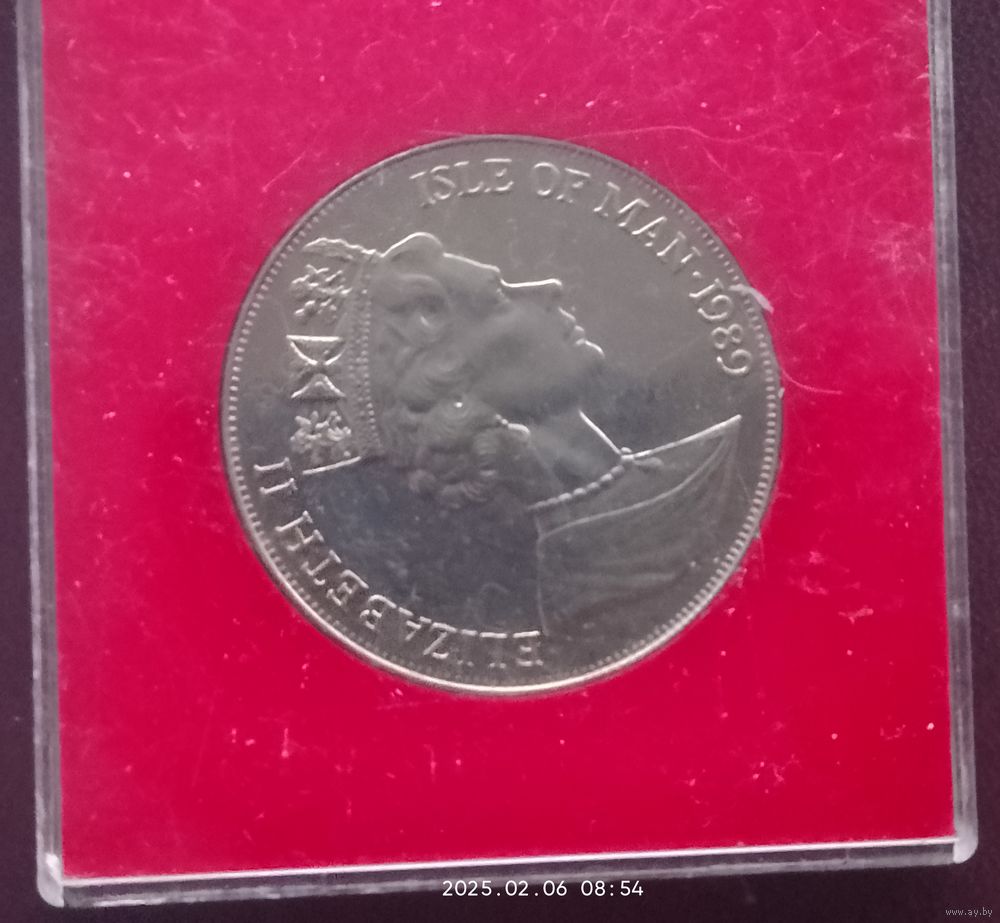 ELIZABETH II
ISLE OF MAN · 1989
2025.02.06 08:54
www.ay.by